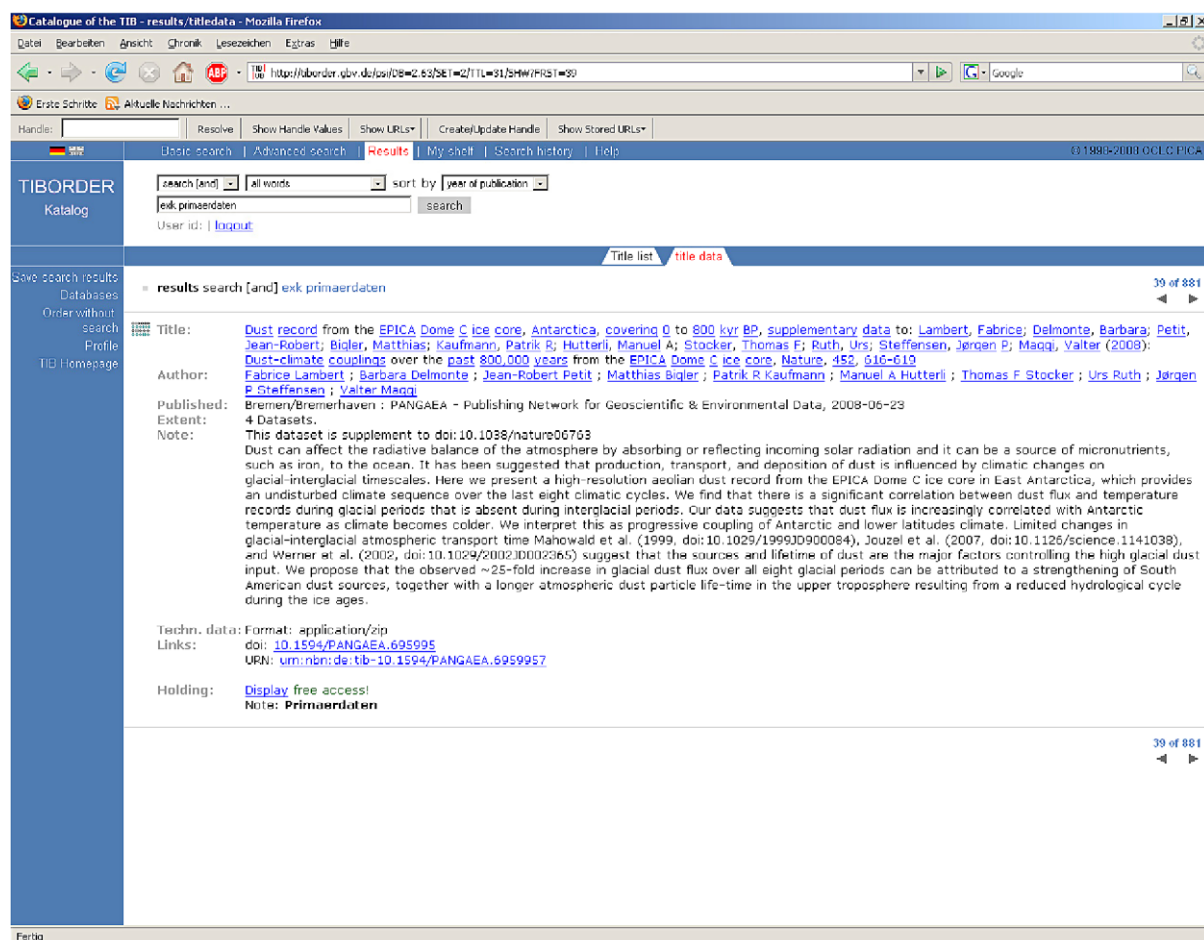 Catalogue of the TIB - results/titledata - Mozilla Firefox
Datei Bearbeiten Ansicht Chronik Lesezeichen Extras Hilfe
http://tiborder.gbv.de/psi/DB=2.63/SET=2/TTL=31/SHW?FRST=39
Google
Erste Schritte Aktuelle Nachrichten ...
Handle: Resolve Show Handle Values Show URLs Create/Update Handle Show Stored URLs
Basic search | Advanced search | Results | My shelf | Search history | Help
© 1998-2008 OCLC PICA
TIBORDER
Katalog
search [and] all words sort by year of publication
exk primaerdaten search
User id: | logout
Title list title data
Save search results
Databases
Order without
search
Profile
TIB Homepage
results search [and] exk primaerdaten
39 of 881
Title: Dust record from the EPICA Dome C ice core, Antarctica, covering 0 to 800 kyr BP, supplementary data to: Lambert, Fabrice; Delmonte, Barbara; Petit,
Jean-Robert; Bigler, Matthias; Kaufmann, Patrik R; Hutterli, Manuel A; Stocker, Thomas F; Ruth, Urs; Steffensen, Jørgen P; Maggi, Valter (2008):
Dust-climate couplings over the past 800,000 years from the EPICA Dome C ice core, Nature, 452, 616-619
Author: Fabrice Lambert ; Barbara Delmonte ; Jean-Robert Petit ; Matthias Bigler ; Patrik R Kaufmann ; Manuel A Hutterli ; Thomas F Stocker ; Urs Ruth ; Jørgen
P Steffensen ; Valter Maggi
Published: Bremen/Bremerhaven : PANGAEA - Publishing Network for Geoscientific & Environmental Data, 2008-06-23
Extent: 4 Datasets.
Note: This dataset is supplement to doi:10.1038/nature06763
Dust can affect the radiative balance of the atmosphere by absorbing or reflecting incoming solar radiation and it can be a source of micronutrients,
such as iron, to the ocean. It has been suggested that production, transport, and deposition of dust is influenced by climatic changes on
glacial-interglacial timescales. Here we present a high-resolution aeolian dust record from the EPICA Dome C ice core in East Antarctica, which provides
an undisturbed climate sequence over the last eight climatic cycles. We find that there is a significant correlation between dust flux and temperature
records during glacial periods that is absent during interglacial periods. Our data suggests that dust flux is increasingly correlated with Antarctic
temperature as climate becomes colder. We interpret this as progressive coupling of Antarctic and lower latitudes climate. Limited changes in
glacial-interglacial atmospheric transport time Mahowald et al. (1999, doi:10.1029/1999JD900084), Jouzel et al. (2007, doi:10.1126/science.1141038),
and Werner et al. (2002, doi:10.1029/2002JD002365) suggest that the sources and lifetime of dust are the major factors controlling the high glacial dust
input. We propose that the observed ~25-fold increase in glacial dust flux over all eight glacial periods can be attributed to a strengthening of South
American dust sources, together with a longer atmospheric dust particle life-time in the upper troposphere resulting from a reduced hydrological cycle
during the ice ages.
Techn. data: Format: application/zip
Links: doi: 10.1594/PANGAEA.695995
URN: urn:nbn:de:tib-10.1594/PANGAEA.6959957
Holding: Display free access!
Note: Primaerdaten
39 of 881
Fertig